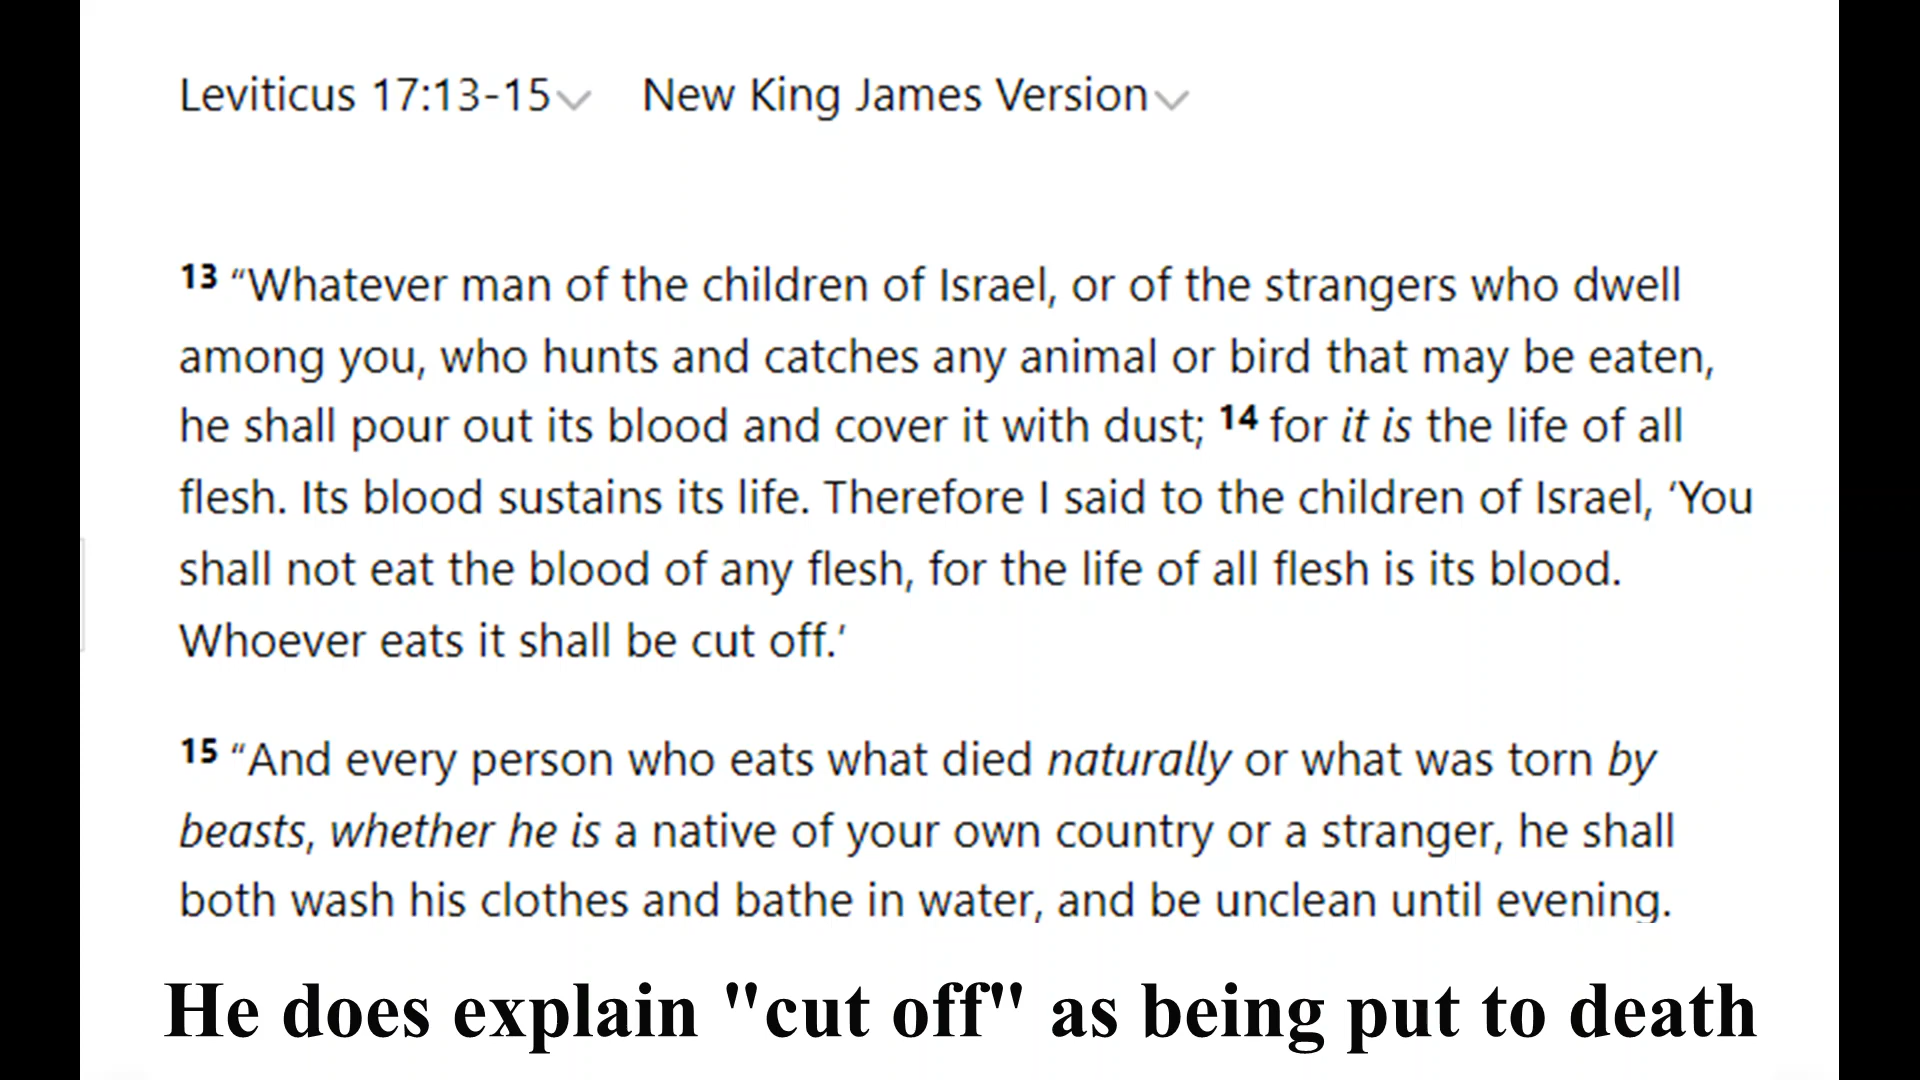 Leviticus 17:13-15 New King James Version
13 “Whatever man of the children of Israel, or of the strangers who dwell
among you, who hunts and catches any animal or bird that may be eaten,
he shall pour out its blood and cover it with dust; 14 for it is the life of all
flesh. Its blood sustains its life. Therefore I said to the children of Israel, ‘You
shall not eat the blood of any flesh, for the life of all flesh is its blood.
Whoever eats it shall be cut off.’
15 “And every person who eats what died naturally or what was torn by
beasts, whether he is a native of your own country or a stranger, he shall
both wash his clothes and bathe in water, and be unclean until evening.
He does explain "cut off" as being put to death